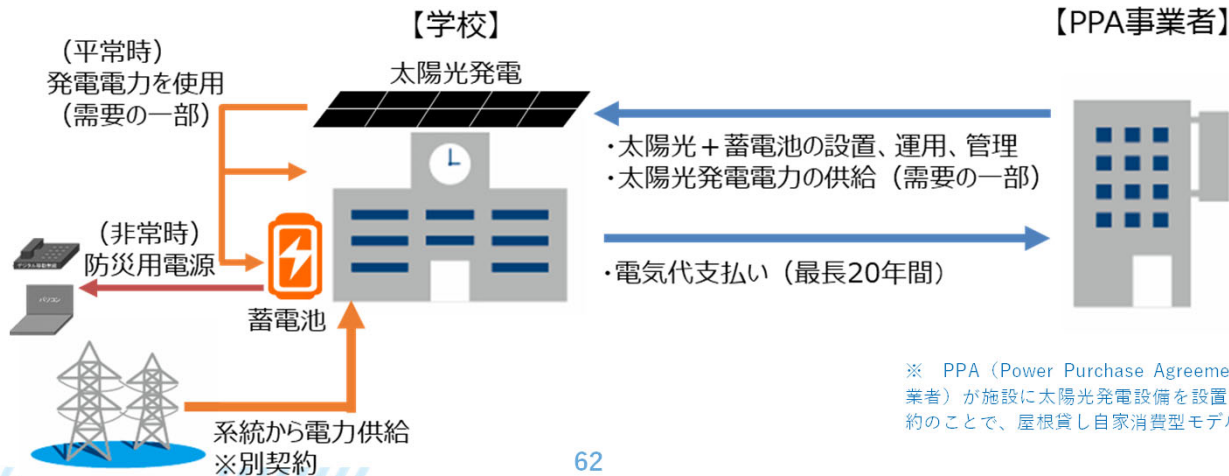 【学校】
【PPA事業者】
（平常時）
発電電力を使用
（需要の一部）
太陽光発電
・太陽光＋蓄電池の設置、運用、管理
・太陽光発電電力の供給（需要の一部）
（非常時）
防災用電源
パソコン
蓄電池
・電気代支払い（最長20年間）
系統から電力供給
※別契約
※　PPA（Power Purchase Agreeme
業者）が施設に太陽光発電設備を設置
約のことで、屋根貸し自家消費型モデル
62